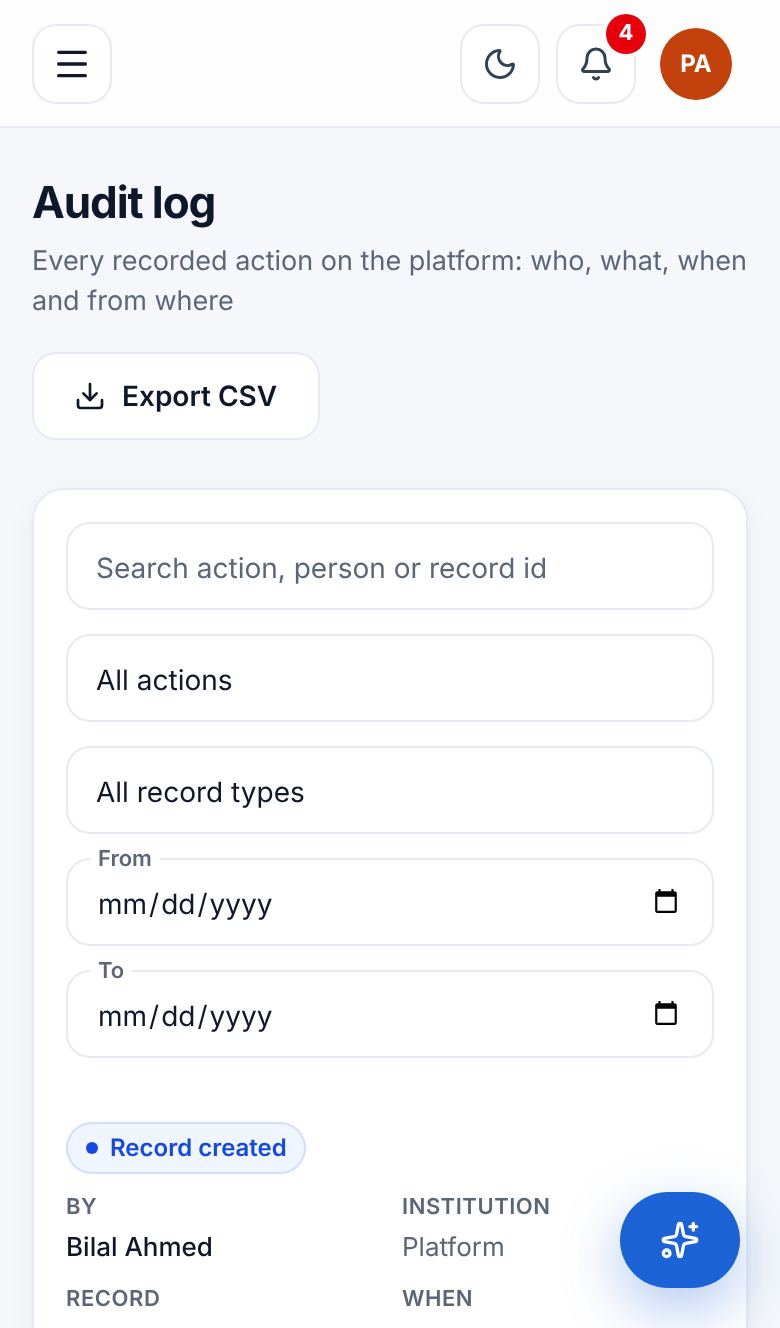 4
PA
Audit log
Every recorded action on the platform: who, what, when
and from where
Export CSV
Search action, person or record id
All actions
All record types
From
mm/dd/yyyy
To
mm/dd/yyyy
Record created
BY
Bilal Ahmed
INSTITUTION
Platform
RECORD
WHEN